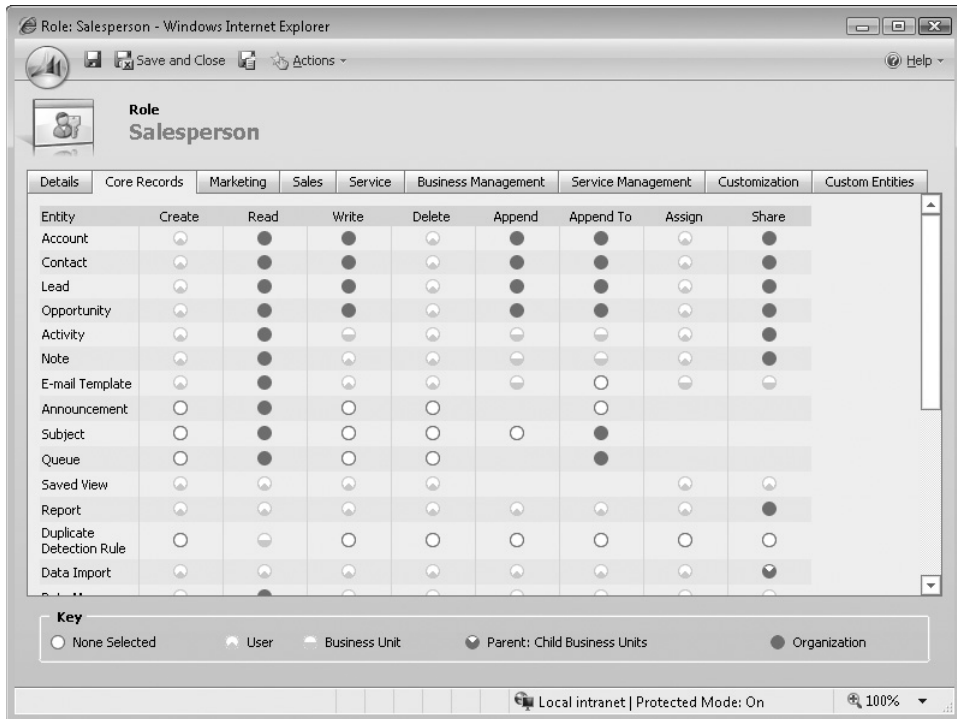 Role: Salesperson - Windows Internet Explorer
Save and Close Actions Help
Role
Salesperson
Details Core Records Marketing Sales Service Business Management Service Management Customization Custom Entities
Entity Create Read Write Delete Append Append To Assign Share
Account
Contact
Lead
Opportunity
Activity
Note
E-mail Template
Announcement
Subject
Queue
Saved View
Report
Duplicate
Detection Rule
Data Import
Key
None Selected User Business Unit Parent: Child Business Units Organization
Local intranet | Protected Mode: On 100%